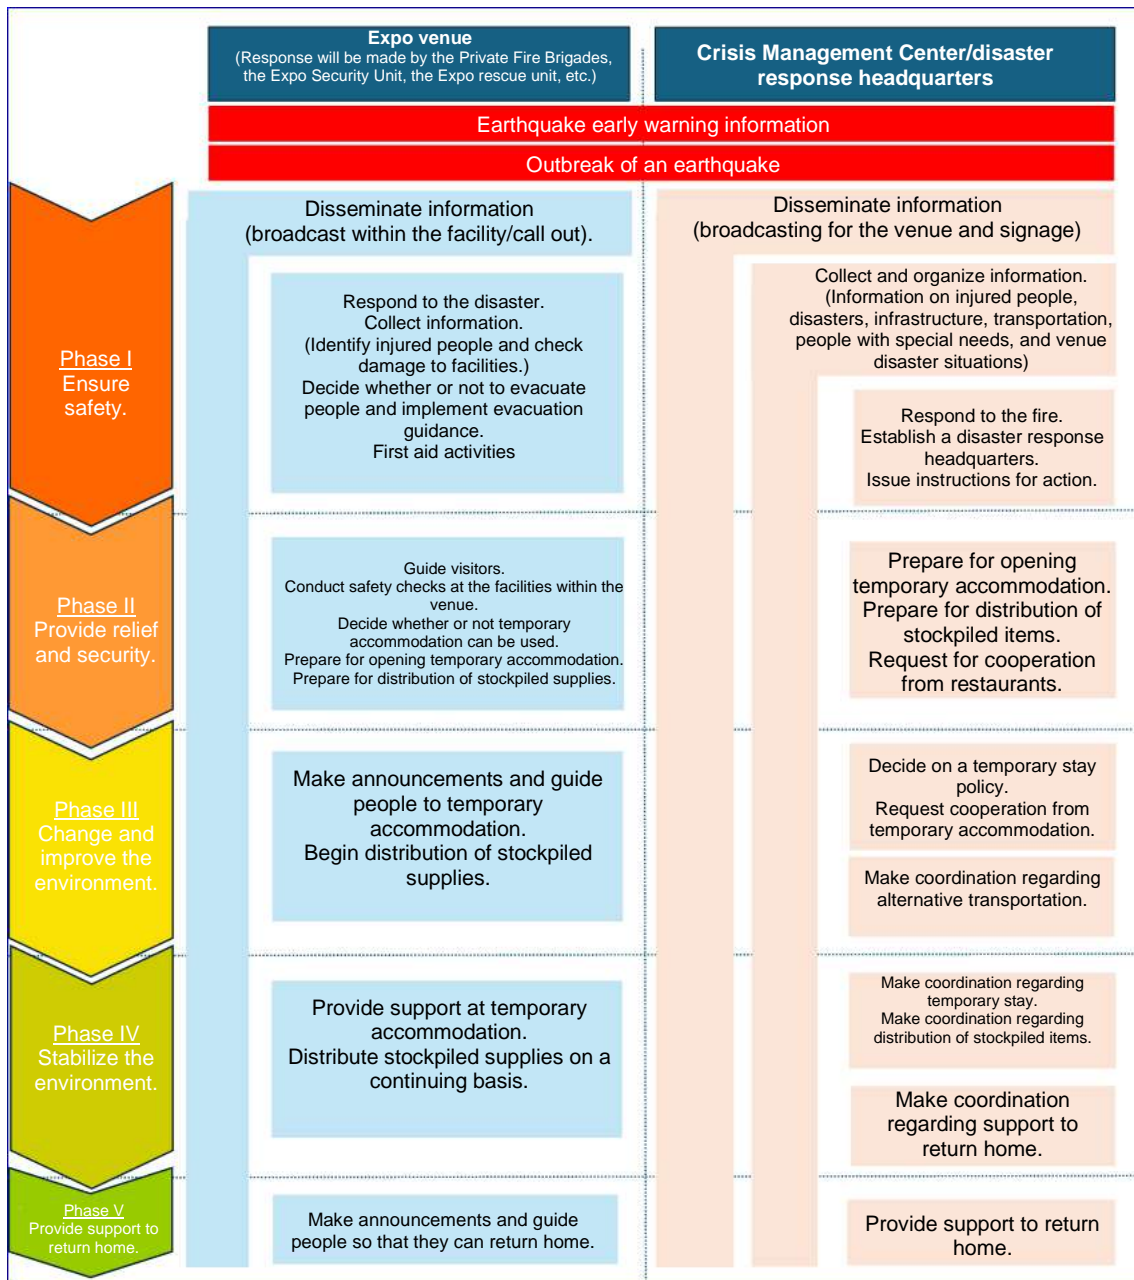 Expo venue
(Response will be made by the Private Fire Brigades,
the Expo Security Unit, the Expo rescue unit, etc.)
Crisis Management Center/disaster
response headquarters
Earthquake early warning information
Outbreak of an earthquake
Phase I
Ensure
safety.
Disseminate information
(broadcast within the facility/call out).
Respond to the disaster.
Collect information.
(Identify injured people and check
damage to facilities.)
Decide whether or not to evacuate
people and implement evacuation
guidance.
First aid activities
Disseminate information
(broadcasting for the venue and signage)
Collect and organize information.
(Information on injured people,
disasters, infrastructure, transportation,
people with special needs, and venue
disaster situations)
Respond to the fire.
Establish a disaster response
headquarters.
Issue instructions for action.
Phase II
Provide relief
and security.
Guide visitors.
Conduct safety checks at the facilities within the
venue.
Decide whether or not temporary
accommodation can be used.
Prepare for opening temporary accommodation.
Prepare for distribution of stockpiled supplies.
Prepare for opening
temporary accommodation.
Prepare for distribution of
stockpiled items.
Request for cooperation
from restaurants.
Phase III
Change and
improve the
environment.
Make announcements and guide
people to temporary
accommodation.
Begin distribution of stockpiled
supplies.
Decide on a temporary stay
policy.
Request cooperation from
temporary accommodation.
Make coordination regarding
alternative transportation.
Phase IV
Stabilize the
environment.
Provide support at temporary
accommodation.
Distribute stockpiled supplies on a
continuing basis.
Make coordination regarding
temporary stay.
Make coordination regarding
distribution of stockpiled items.
Make coordination
regarding support to
return home.
Phase V
Provide support to
return home.
Make announcements and guide
people so that they can return home.
Provide support to return
home.